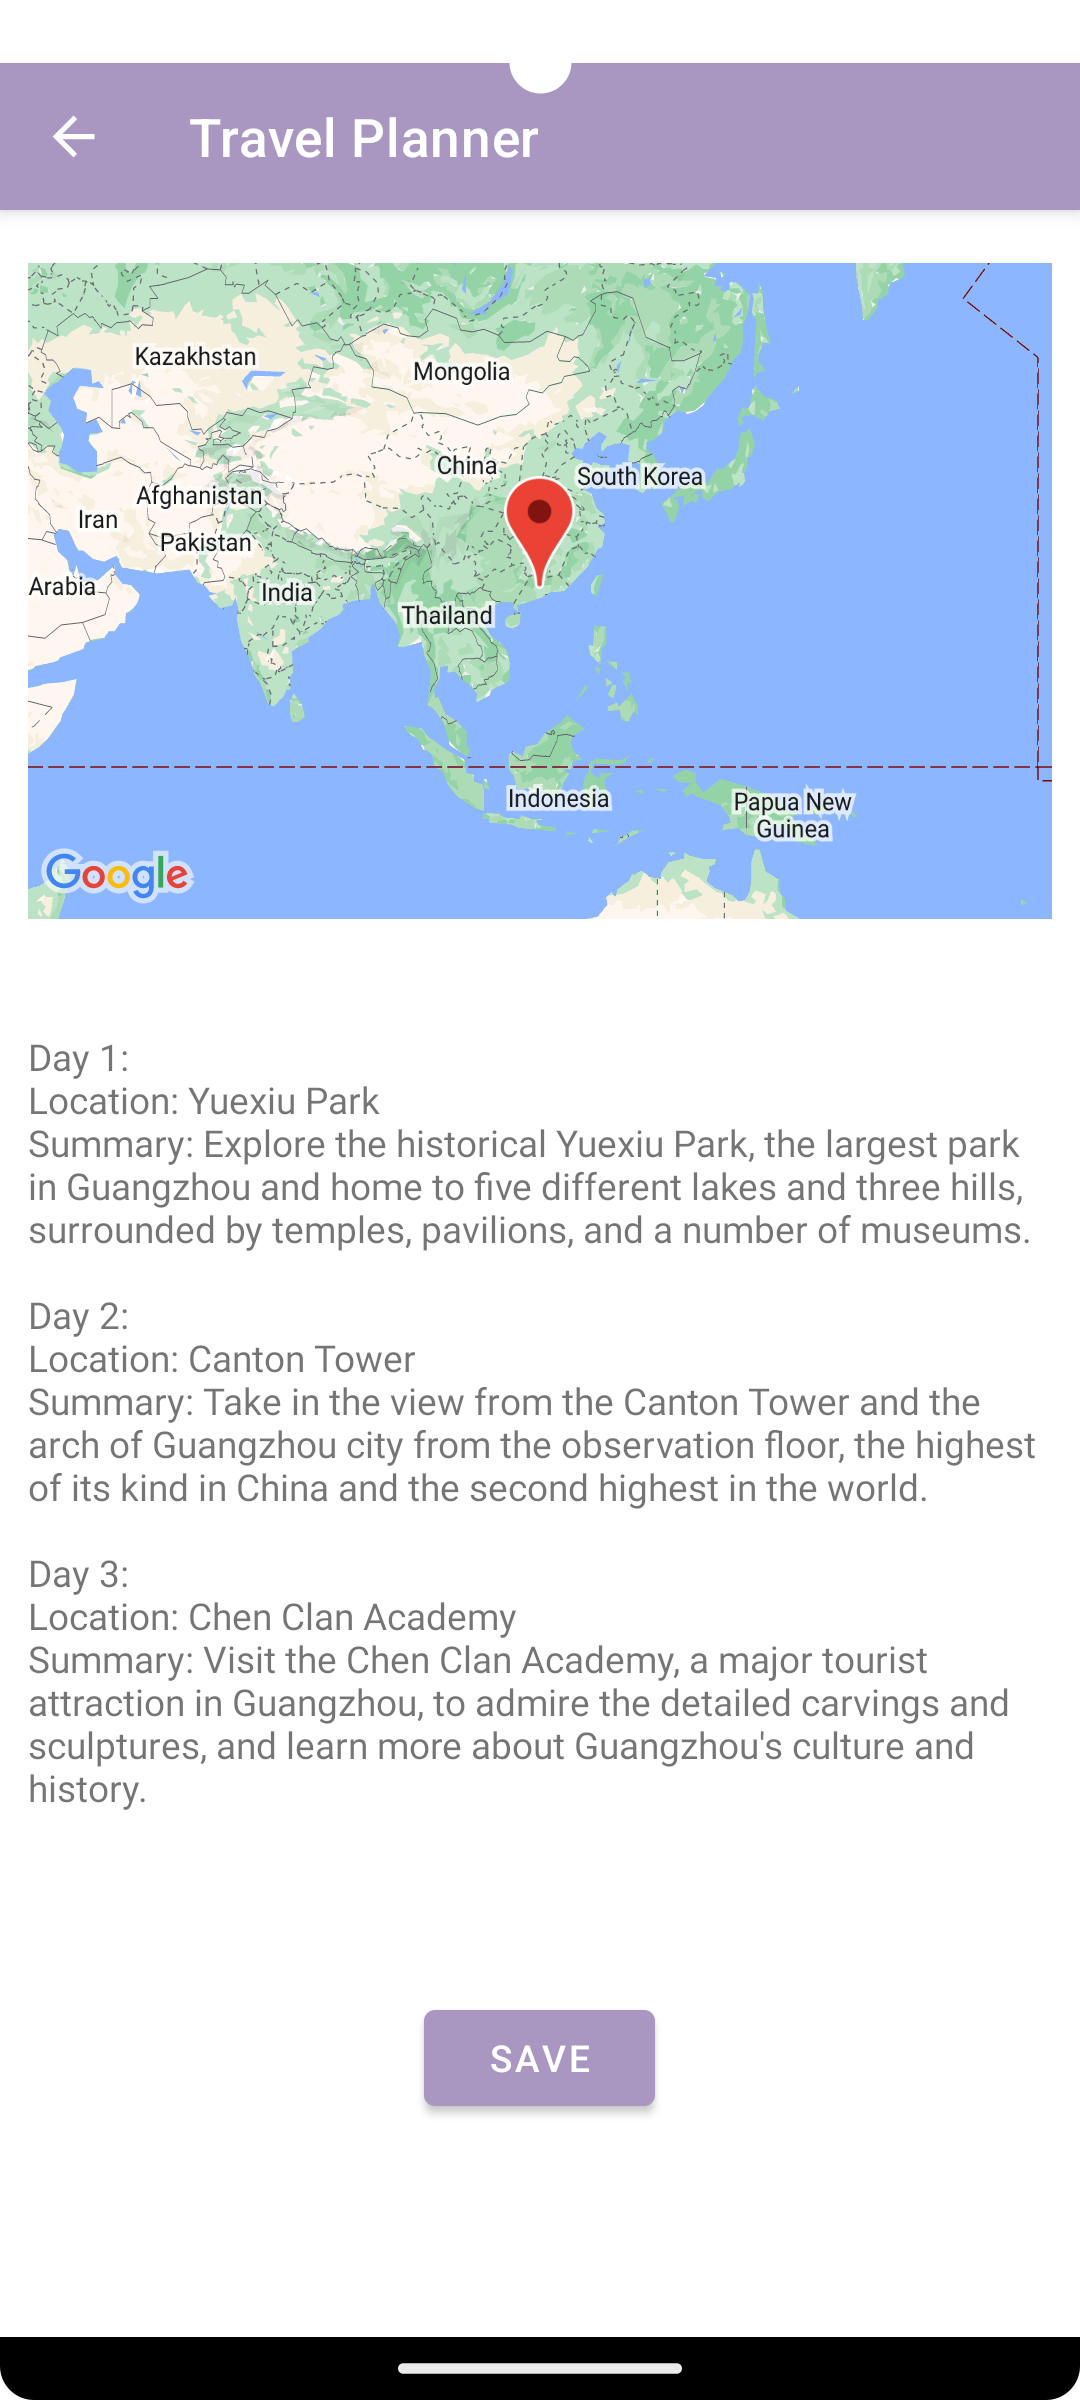 Travel Planner
Kazakhstan
Mongolia
China
South Korea
Afghanistan
Iran
Pakistan
Arabia
India
Thailand
Indonesia
Papua New
Guinea
Google
Day 1:
Location: Yuexiu Park
Summary: Explore the historical Yuexiu Park, the largest park
in Guangzhou and home to five different lakes and three hills,
surrounded by temples, pavilions, and a number of museums.
Day 2:
Location: Canton Tower
Summary: Take in the view from the Canton Tower and the
arch of Guangzhou city from the observation floor, the highest
of its kind in China and the second highest in the world.
Day 3:
Location: Chen Clan Academy
Summary: Visit the Chen Clan Academy, a major tourist
attraction in Guangzhou, to admire the detailed carvings and
sculptures, and learn more about Guangzhou's culture and
history.
SAVE